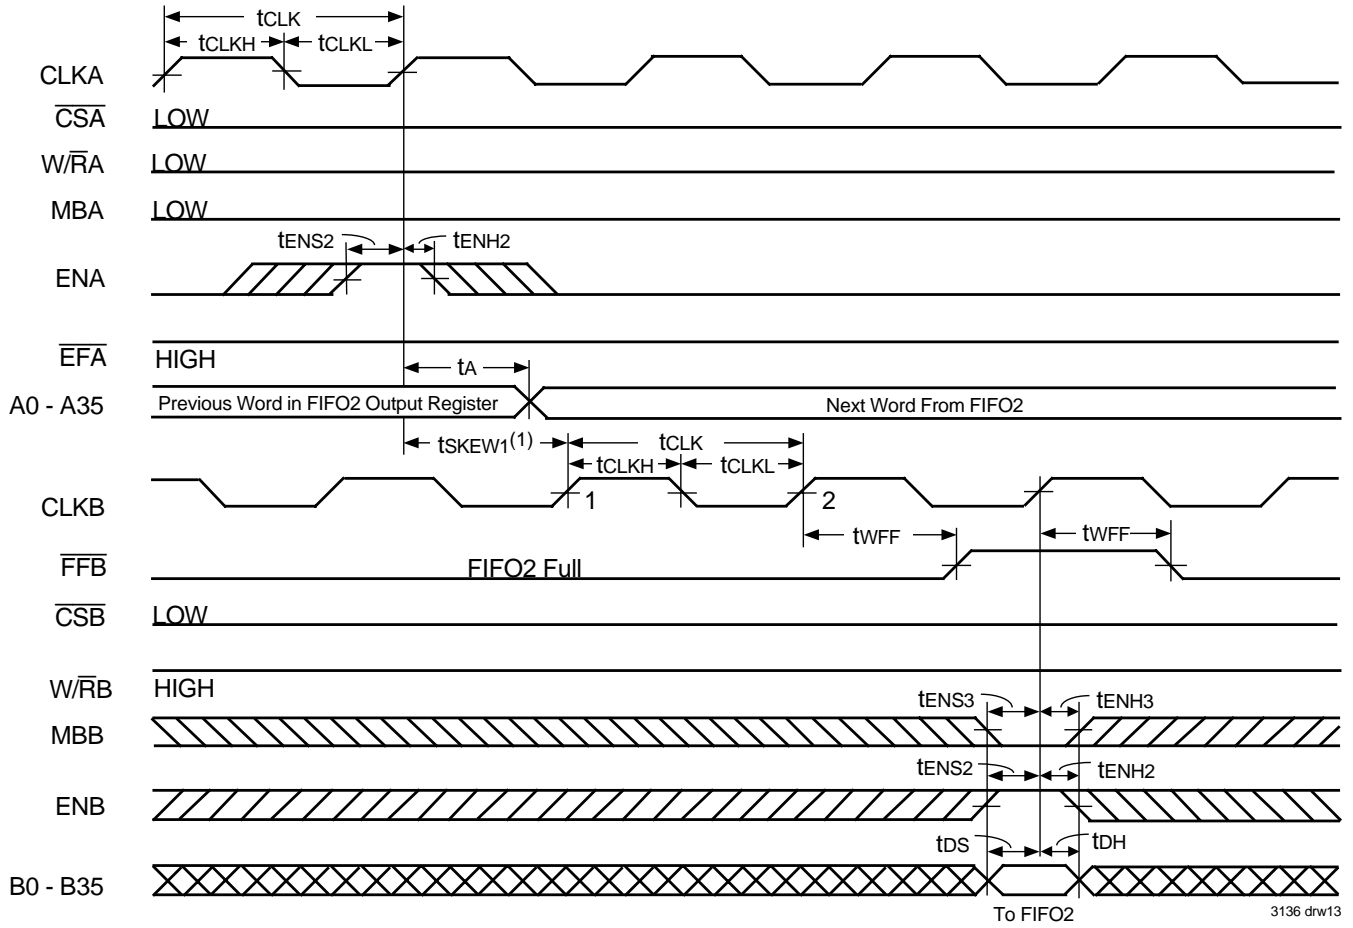 tCLK
tCLKH tCLKL
CLKA
CSA LOW
W/RA LOW
MBA LOW
tENS2 tENH2
ENA
EFA HIGH
tA
A0 - A35 Previous Word in FIFO2 Output Register Next Word From FIFO2
tSKEW1(1) tCLK
tCLKH tCLKL
CLKB 1 2
tWFF tWFF
FFB FIFO2 Full
CSB LOW
W/RB HIGH
tENS3 tENH3
MBB
tENS2 tENH2
ENB
tDS tDH
B0 - B35
To FIFO2
3136 drw13